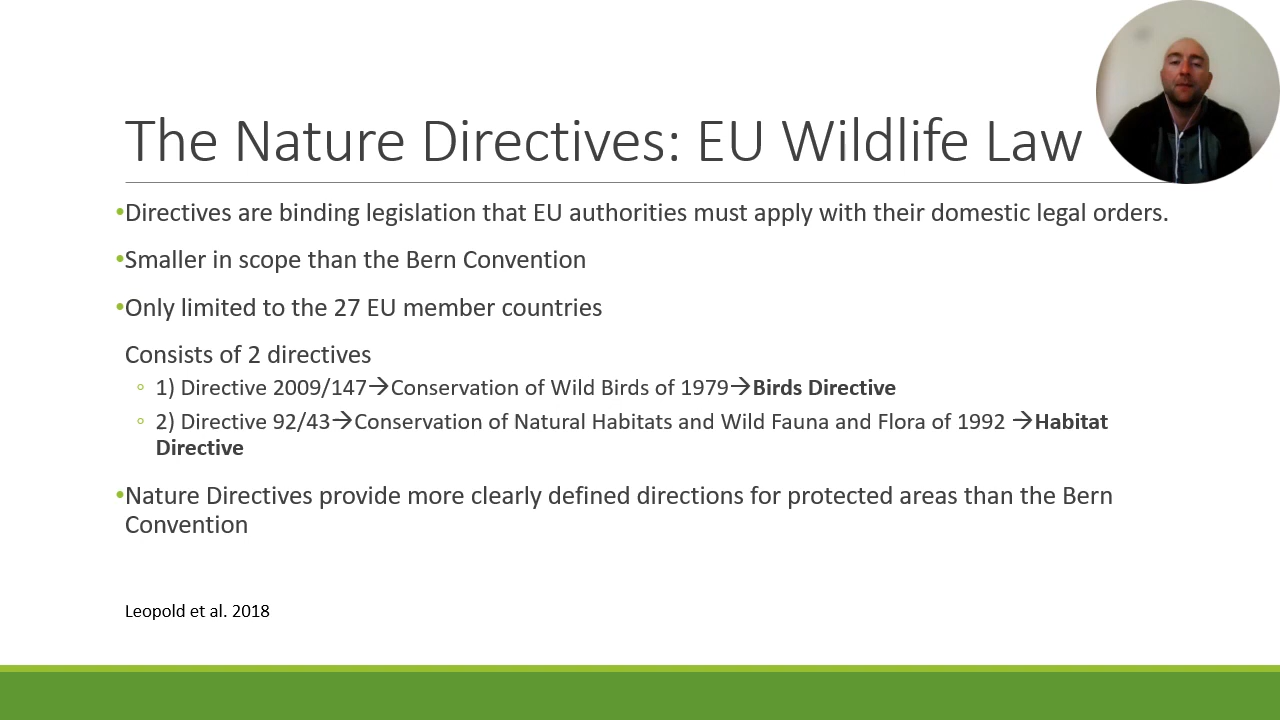 The Nature Directives: EU Wildlife Law
•Directives are binding legislation that EU authorities must apply with their domestic legal orders.
•Smaller in scope than the Bern Convention
•Only limited to the 27 EU member countries
Consists of 2 directives
◦ 1) Directive 2009/147→Conservation of Wild Birds of 1979→Birds Directive
◦ 2) Directive 92/43→Conservation of Natural Habitats and Wild Fauna and Flora of 1992 →Habitat
Directive
•Nature Directives provide more clearly defined directions for protected areas than the Bern
Convention
Leopold et al. 2018